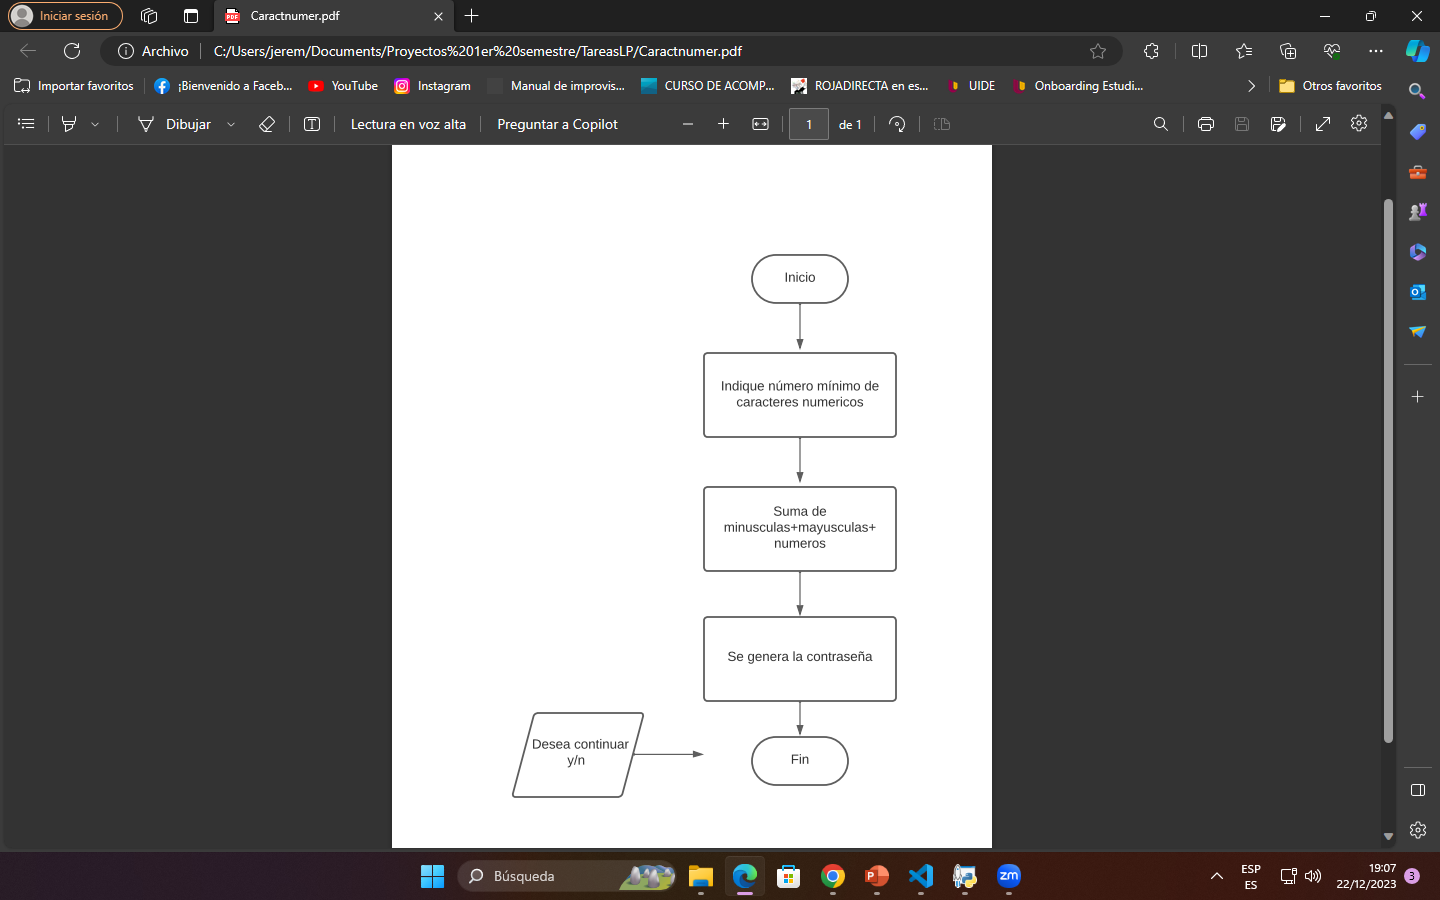 Iniciar sesión
Caractnumer.pdf
Archivo
C:/Users/jerem/Documents/Proyectos%201er%20semestre/TareasLP/Caractnumer.pdf
Importar favoritos
¡Bienvenido a Faceb...
YouTube
Instagram
Manual de improvis...
CURSO DE ACOMP...
ROJADIRECTA en es...
UIDE
Onboarding Estudi...
Otros favoritos
Dibujar
Lectura en voz alta
Preguntar a Copilot
1
de 1
Inicio
Indique número mínimo de
caracteres numericos
Suma de
minusculas+mayusculas+
numeros
Se genera la contraseña
Desea continuar
y/n
Fin
Búsqueda
ESP
ES
19:07
22/12/2023
3